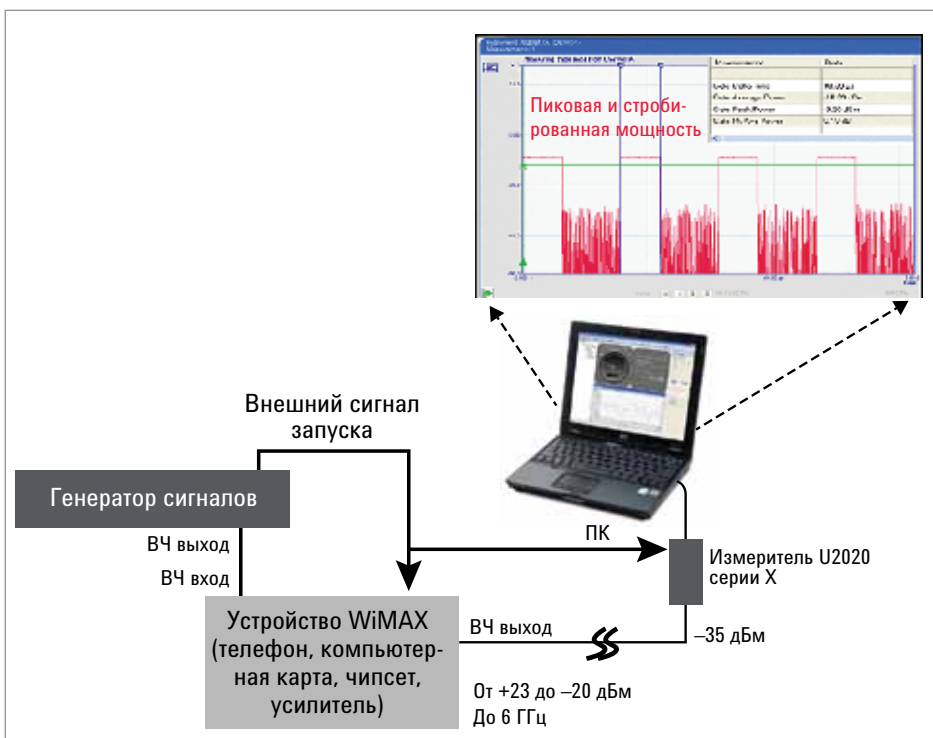 Пиковая и строби-
рованная мощность
Внешний сигнал
запуска
Генератор сигналов
ВЧ выход
ВЧ вход
ПК
Измеритель U2020
серии X
Устройство WiMAX
(телефон, компьютер-
ная карта, чипсет,
усилитель)
ВЧ выход
–35 дБм
От +23 до –20 дБм
До 6 ГГц